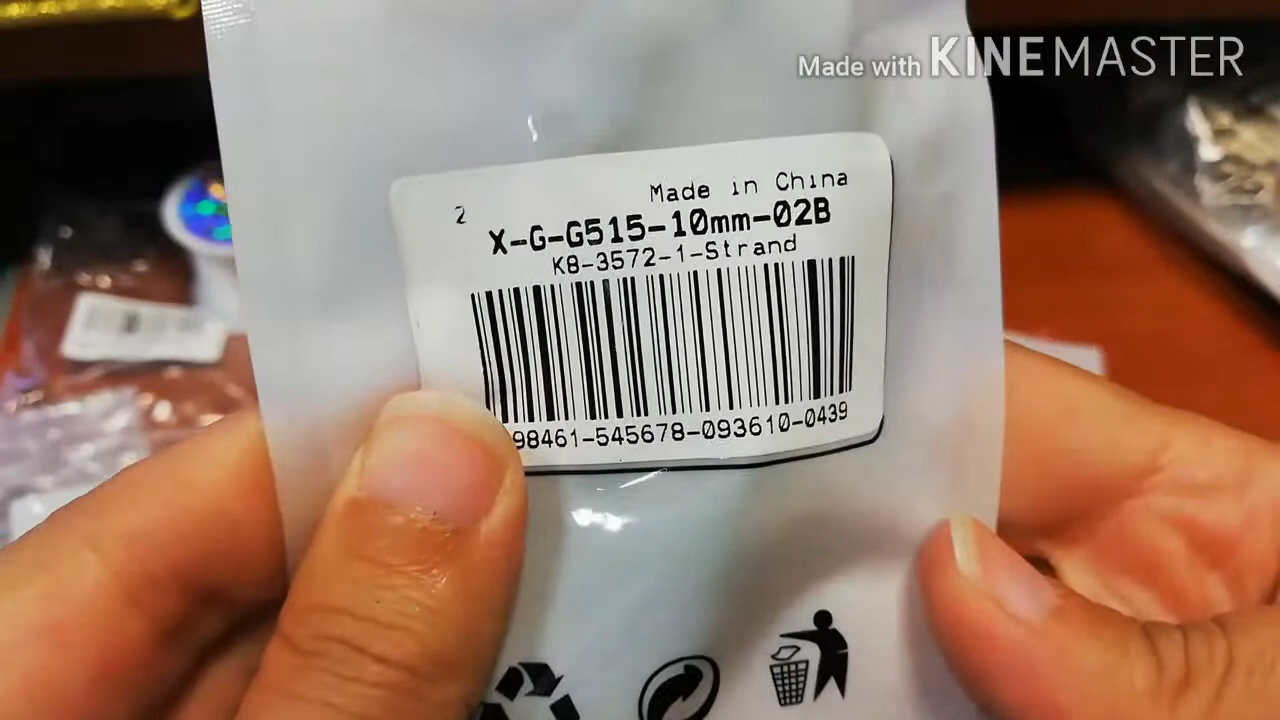 Made with KINEMASTER
Made in China
2
X-G-G515-10mm-02B
K8-3572-1-Strand
98461-545678-093610-0439